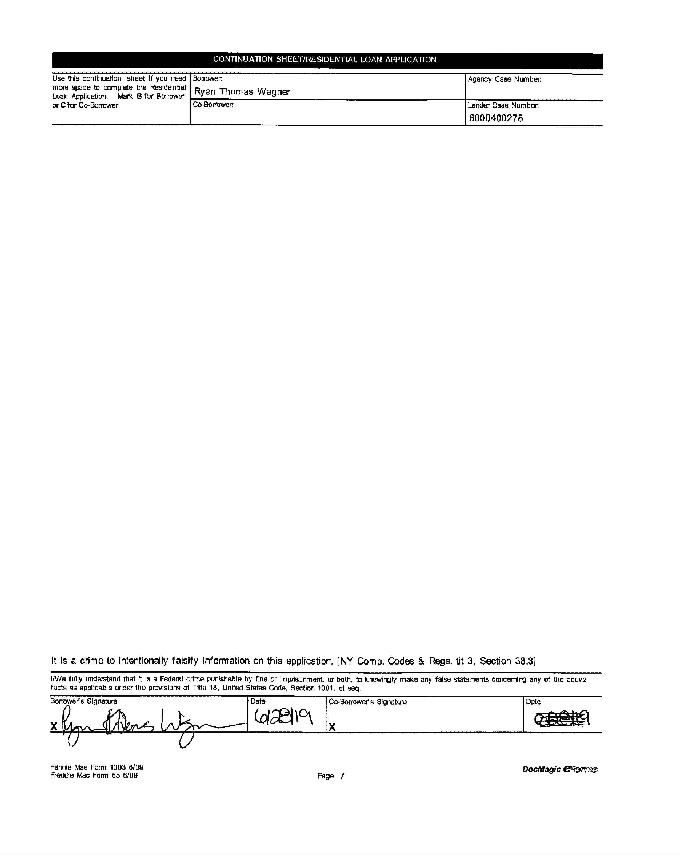 CONTINUATION SHEET/RESIDENTIAL LOAN APPLICATION
Use this continuation sheet if you need
more space to complete the Residential
Loan Application. Mark B for Borrower
or C for Co-Borrower.
Borrower:
Ryan Thomas Wagner
Agency Case Number:
Co-Borrower:
Lender Case Number:
6000400276
It is a crime to intentionally falsify information on this application. [NY Comp. Codes & Regs. tit 3, Section 38.3]
I/We fully understand that it is a Federal crime punishable by fine or imprisonment, or both, to knowingly make any false statements concerning any of the above
facts as applicable under the provisions of Title 18, United States Code, Section 1001, et seq.
Borrower's Signature
Date
Co-Borrower's Signature
Date
X
6/28/19
X
Fannie Mae Form 1003 6/09
Freddie Mac Form 65 6/09
Page 7
DocMagic eForms